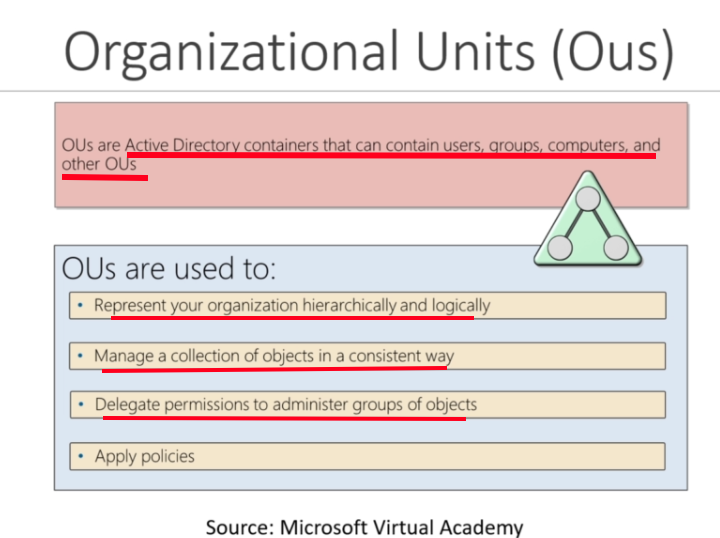 Organizational Units (Ous)
OUs are Active Directory containers that can contain users, groups, computers, and
other OUs
OUs are used to:
• Represent your organization hierarchically and logically
• Manage a collection of objects in a consistent way
• Delegate permissions to administer groups of objects
• Apply policies
Source: Microsoft Virtual Academy